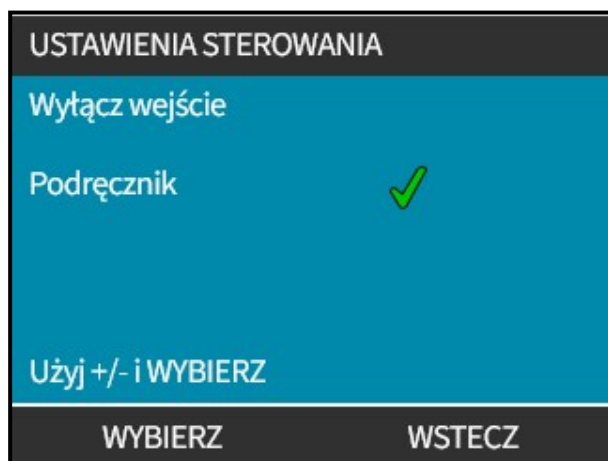 USTAWIENIA STEROWANIA
Wyłącz wejście
Podręcznik
Użyj +/- i WYBIERZ
WYBIERZ WSTECZ